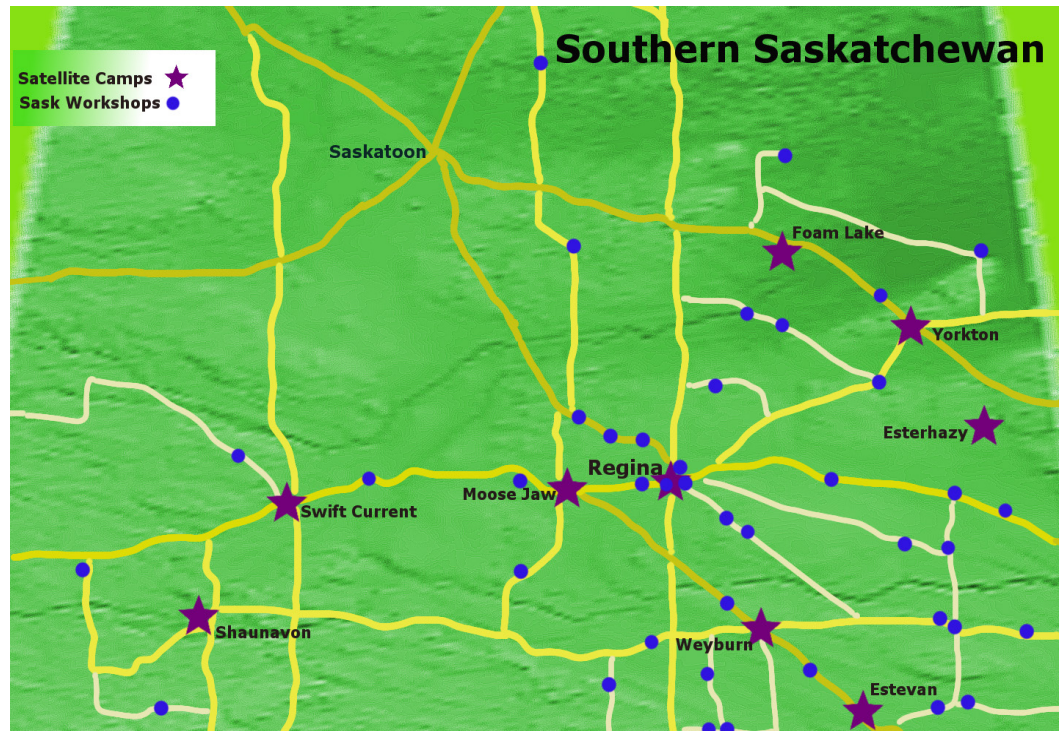 Southern Saskatchewan
Satellite Camps
Sask Workshops
Saskatoon
Foam Lake
Yorkton
Esterhazy
Regina
Moose Jaw
Swift Current
Shaunavon
Weyburn
Estevan